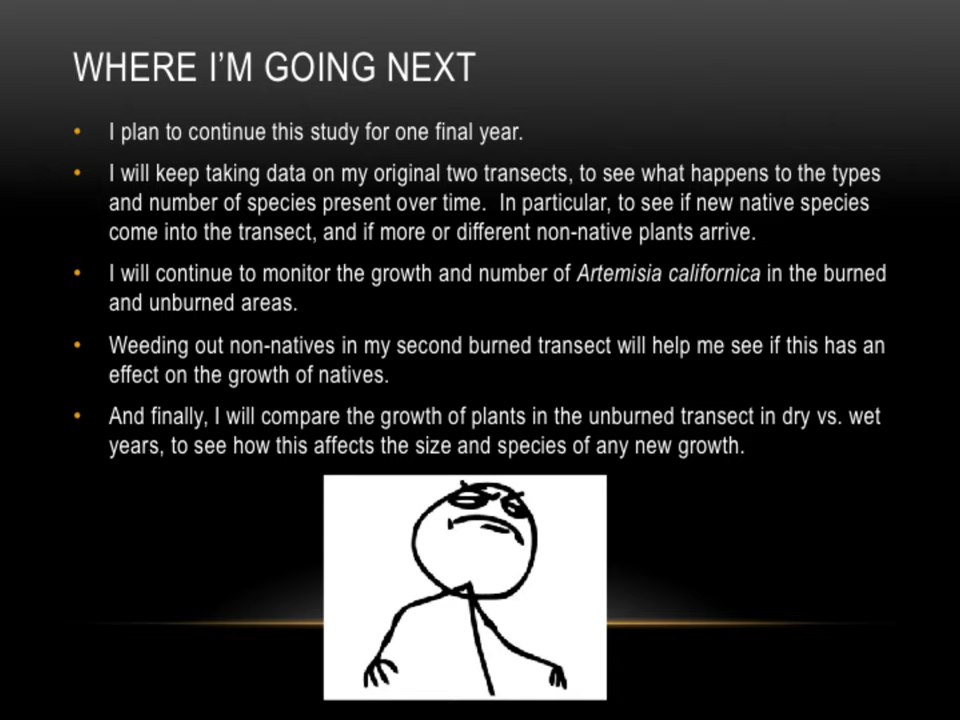 WHERE I'M GOING NEXT
• I plan to continue this study for one final year.
• I will keep taking data on my original two transects, to see what happens to the types
and number of species present over time.  In particular, to see if new native species
come into the transect, and if more or different non-native plants arrive.
• I will continue to monitor the growth and number of Artemisia californica in the burned
and unburned areas.
• Weeding out non-natives in my second burned transect will help me see if this has an
effect on the growth of natives.
• And finally, I will compare the growth of plants in the unburned transect in dry vs. wet
years, to see how this affects the size and species of any new growth.